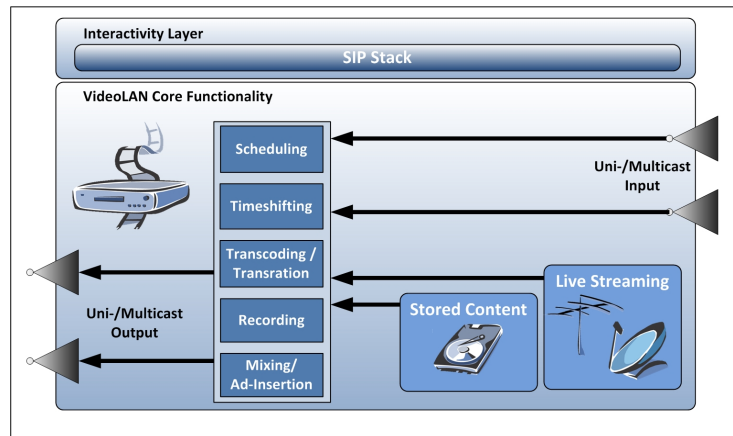 Interactivity Layer
SIP Stack
VideoLAN Core Functionality
Scheduling
Timeshifting
Transcoding /
Transration
Recording
Mixing/
Ad-Insertion
Uni-/Multicast
Input
Uni-/Multicast
Output
Stored Content
Live Streaming